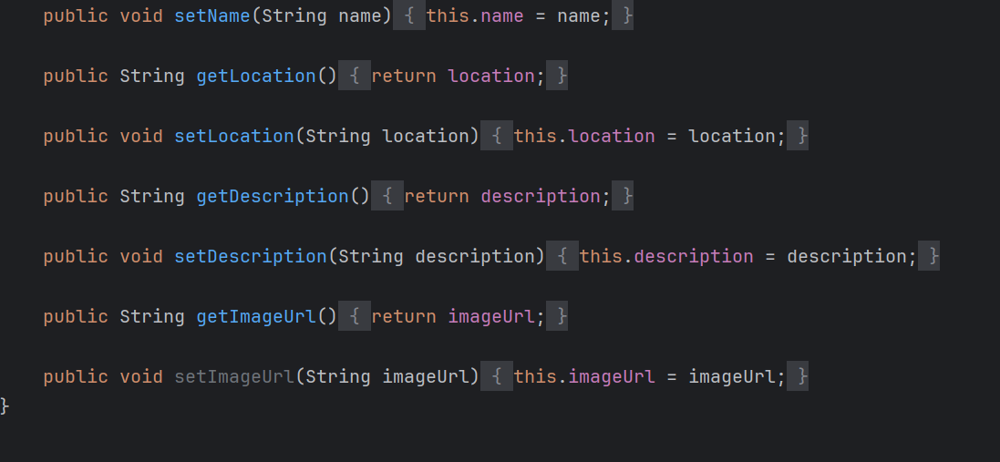 public void setName(String name) { this.name = name; }
public String getLocation() { return location; }
public void setLocation(String location) { this.location = location; }
public String getDescription() { return description; }
public void setDescription(String description) { this.description = description; }
public String getImageUrl() { return imageUrl; }
public void setImageUrl(String imageUrl) { this.imageUrl = imageUrl; }
}